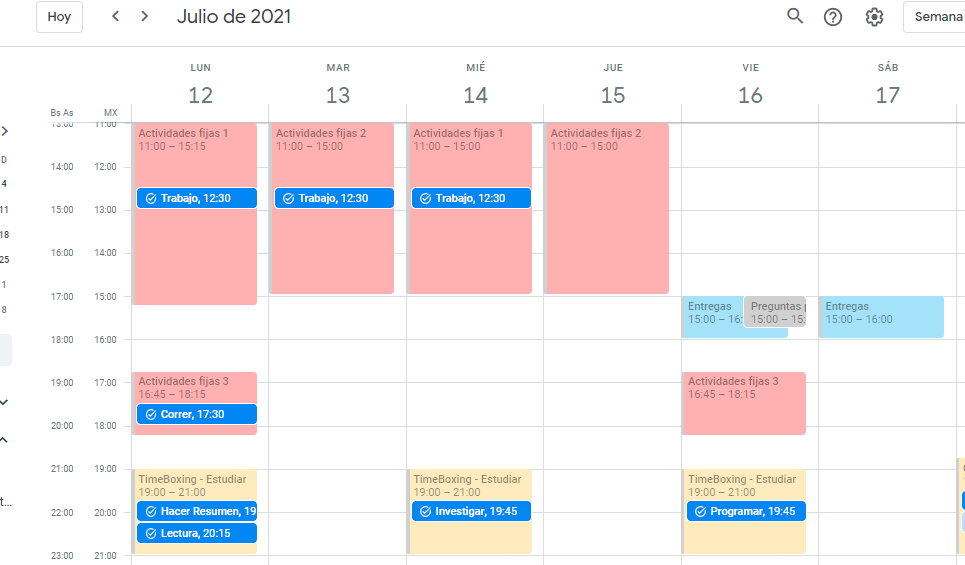 Hoy
Julio de 2021
Semana
LUN
MAR
MIÉ
JUE
VIE
SÁB
12
13
14
15
16
17
Bs As
MX
D
4
11
18
25
1
8
t...
13:00 11:00
14:00 12:00
15:00 13:00
16:00 14:00
17:00 15:00
18:00 16:00
19:00 17:00
20:00 18:00
21:00 19:00
22:00 20:00
23:00 21:00
Actividades fijas 1
11:00 – 15:15
Trabajo, 12:30
Actividades fijas 3
16:45 – 18:15
Correr, 17:30
TimeBoxing - Estudiar
19:00 – 21:00
Hacer Resumen, 19
Lectura, 20:15
Actividades fijas 2
11:00 – 15:00
Trabajo, 12:30
Actividades fijas 1
11:00 – 15:00
Trabajo, 12:30
TimeBoxing - Estudiar
19:00 – 21:00
Investigar, 19:45
Actividades fijas 2
11:00 – 15:00
Entregas
15:00 – 16:
Preguntas
15:00 – 15:
Actividades fijas 3
16:45 – 18:15
TimeBoxing - Estudiar
19:00 – 21:00
Programar, 19:45
Entregas
15:00 – 16:00